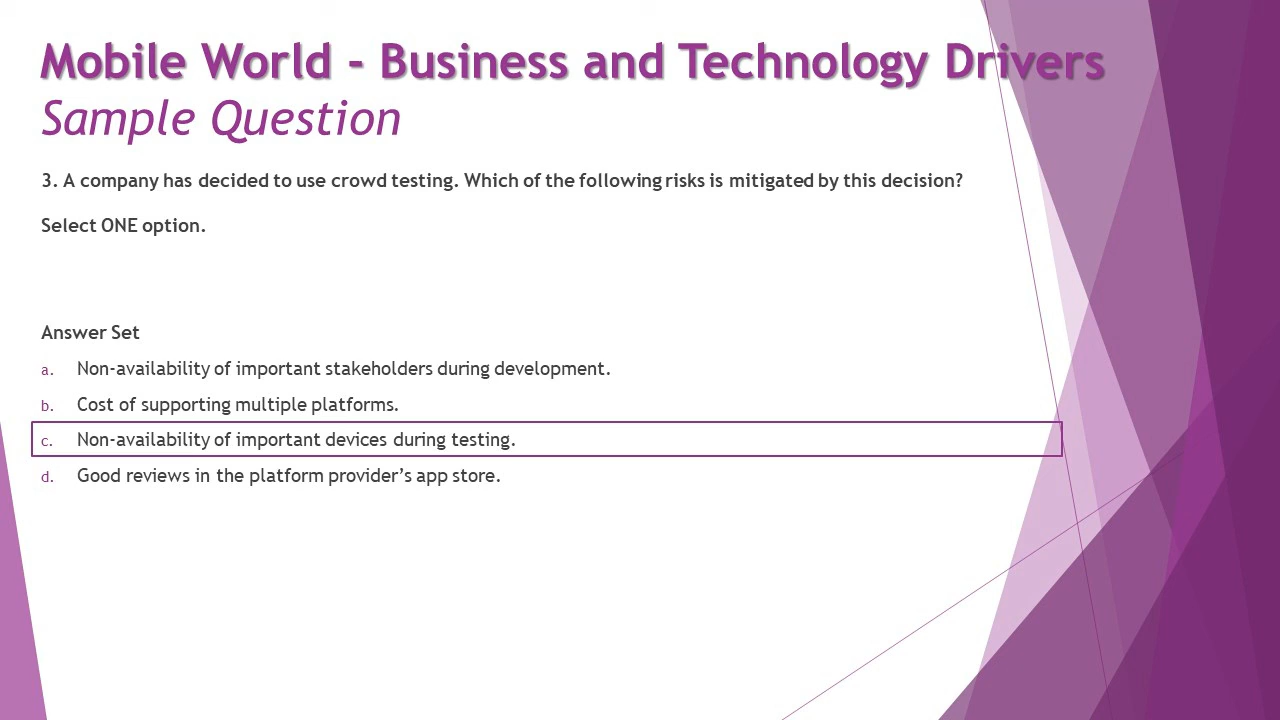 Mobile World - Business and Technology Drivers
Sample Question
3. A company has decided to use crowd testing. Which of the following risks is mitigated by this decision?
Select ONE option.
Answer Set
a. Non-availability of important stakeholders during development.
b. Cost of supporting multiple platforms.
c. Non-availability of important devices during testing.
d. Good reviews in the platform provider’s app store.